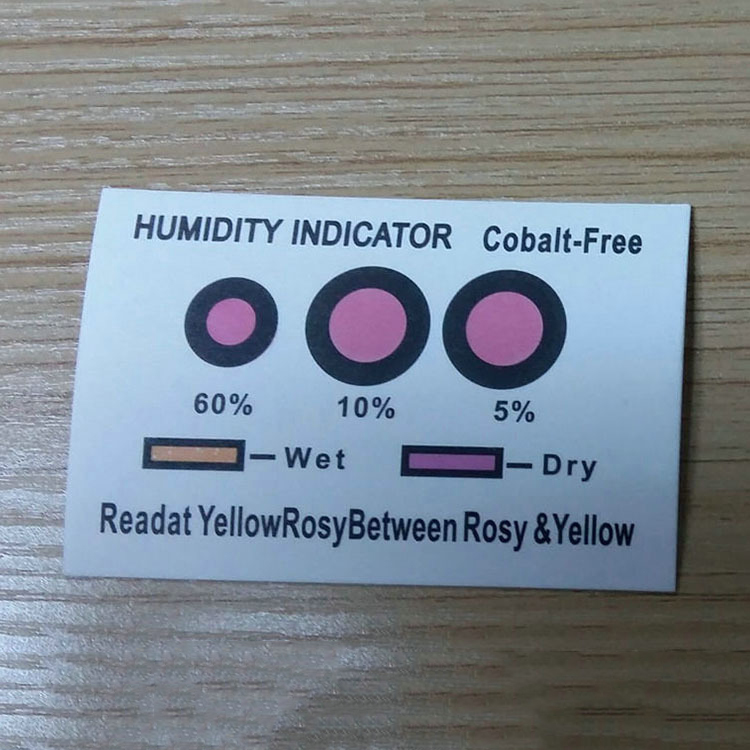 HUMIDITY INDICATOR Cobalt-Free
60% 10% 5%
Wet Dry
Readat YellowRosyBetween Rosy &Yellow